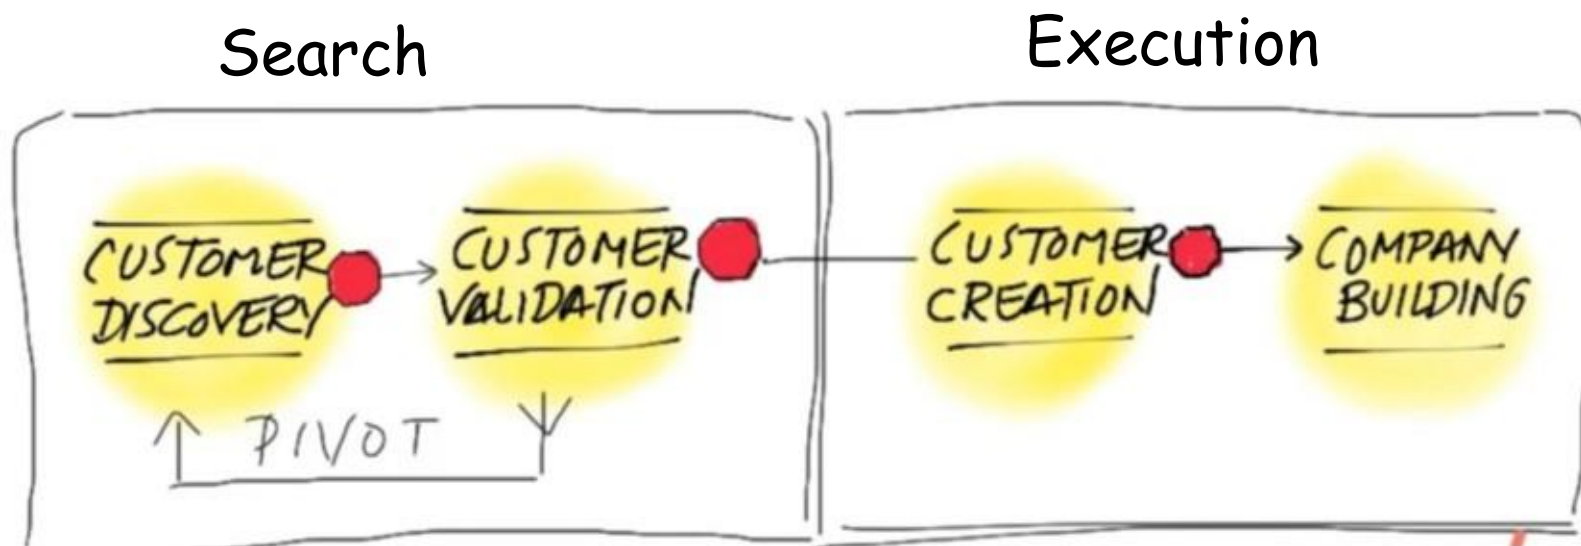 Search
Execution
CUSTOMER
DISCOVERY
CUSTOMER
VALIDATION
CUSTOMER
CREATION
COMPANY
BUILDING
PIVOT